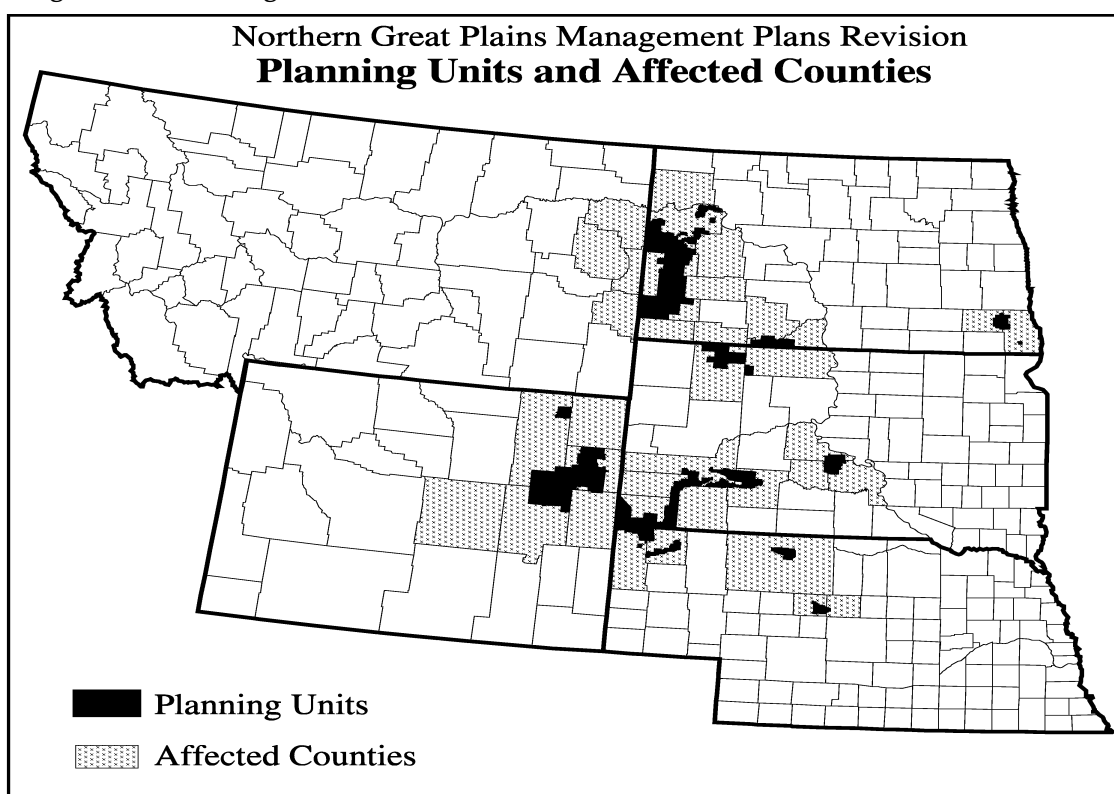 Northern Great Plains Management Plans Revision
Planning Units and Affected Counties
Planning Units
Affected Counties